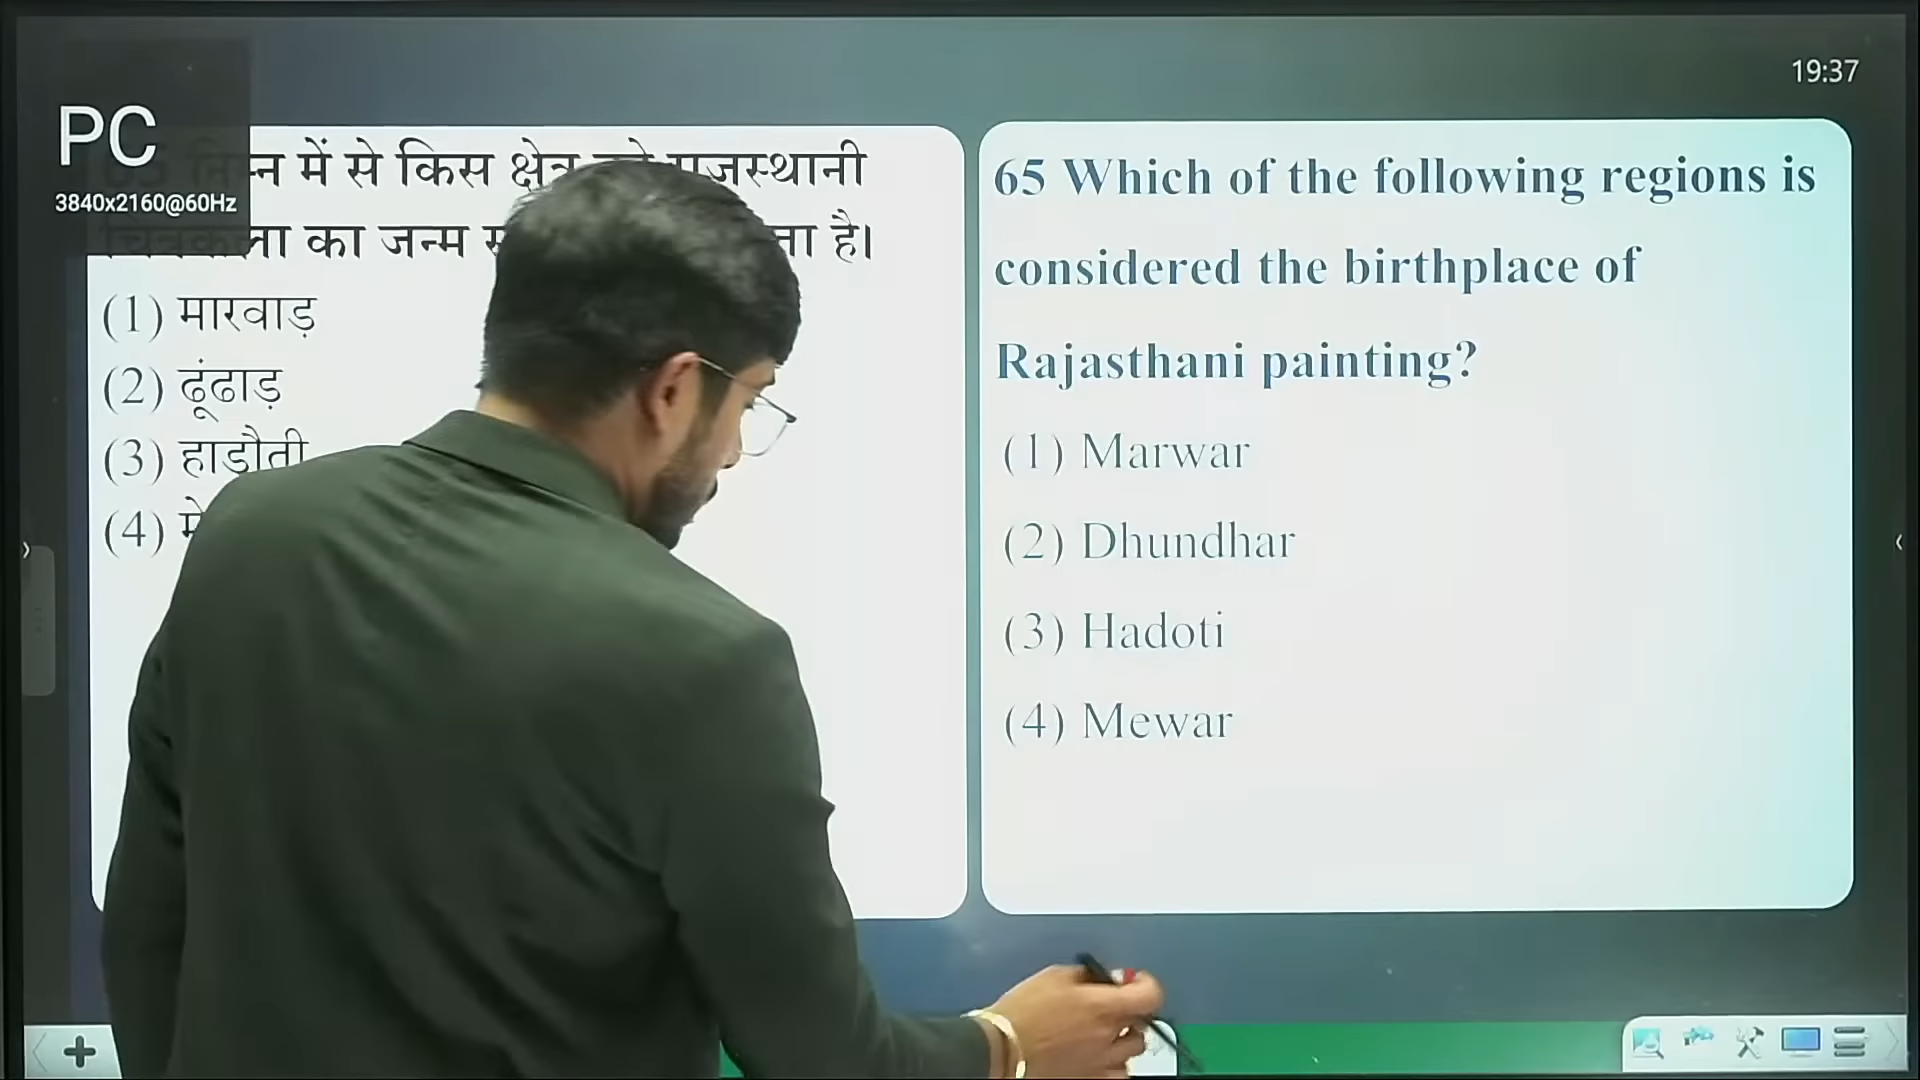 PC
3840x2160@60Hz
19:37
में से किस क्षेत्र राजस्थानी
का जन्म है।
(1) मारवाड़
(2) ढूंढाड़
(3) हाड़ौती
(4)
65 Which of the following regions is
considered the birthplace of
Rajasthani painting?
(1) Marwar
(2) Dhundhar
(3) Hadoti
(4) Mewar